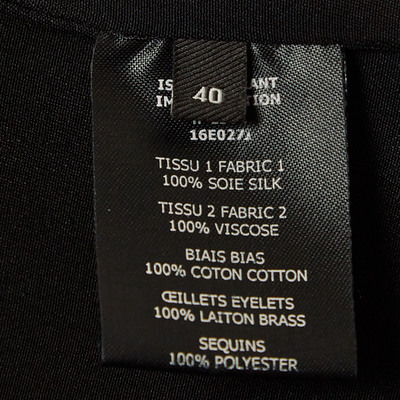 40
16E027I
TISSU 1 FABRIC 1
100% SOIE SILK
TISSU 2 FABRIC 2
100% VISCOSE
BIAIS BIAS
100% COTON COTTON
ŒILLETS EYELETS
100% LAITON BRASS
SEQUINS
100% POLYESTER